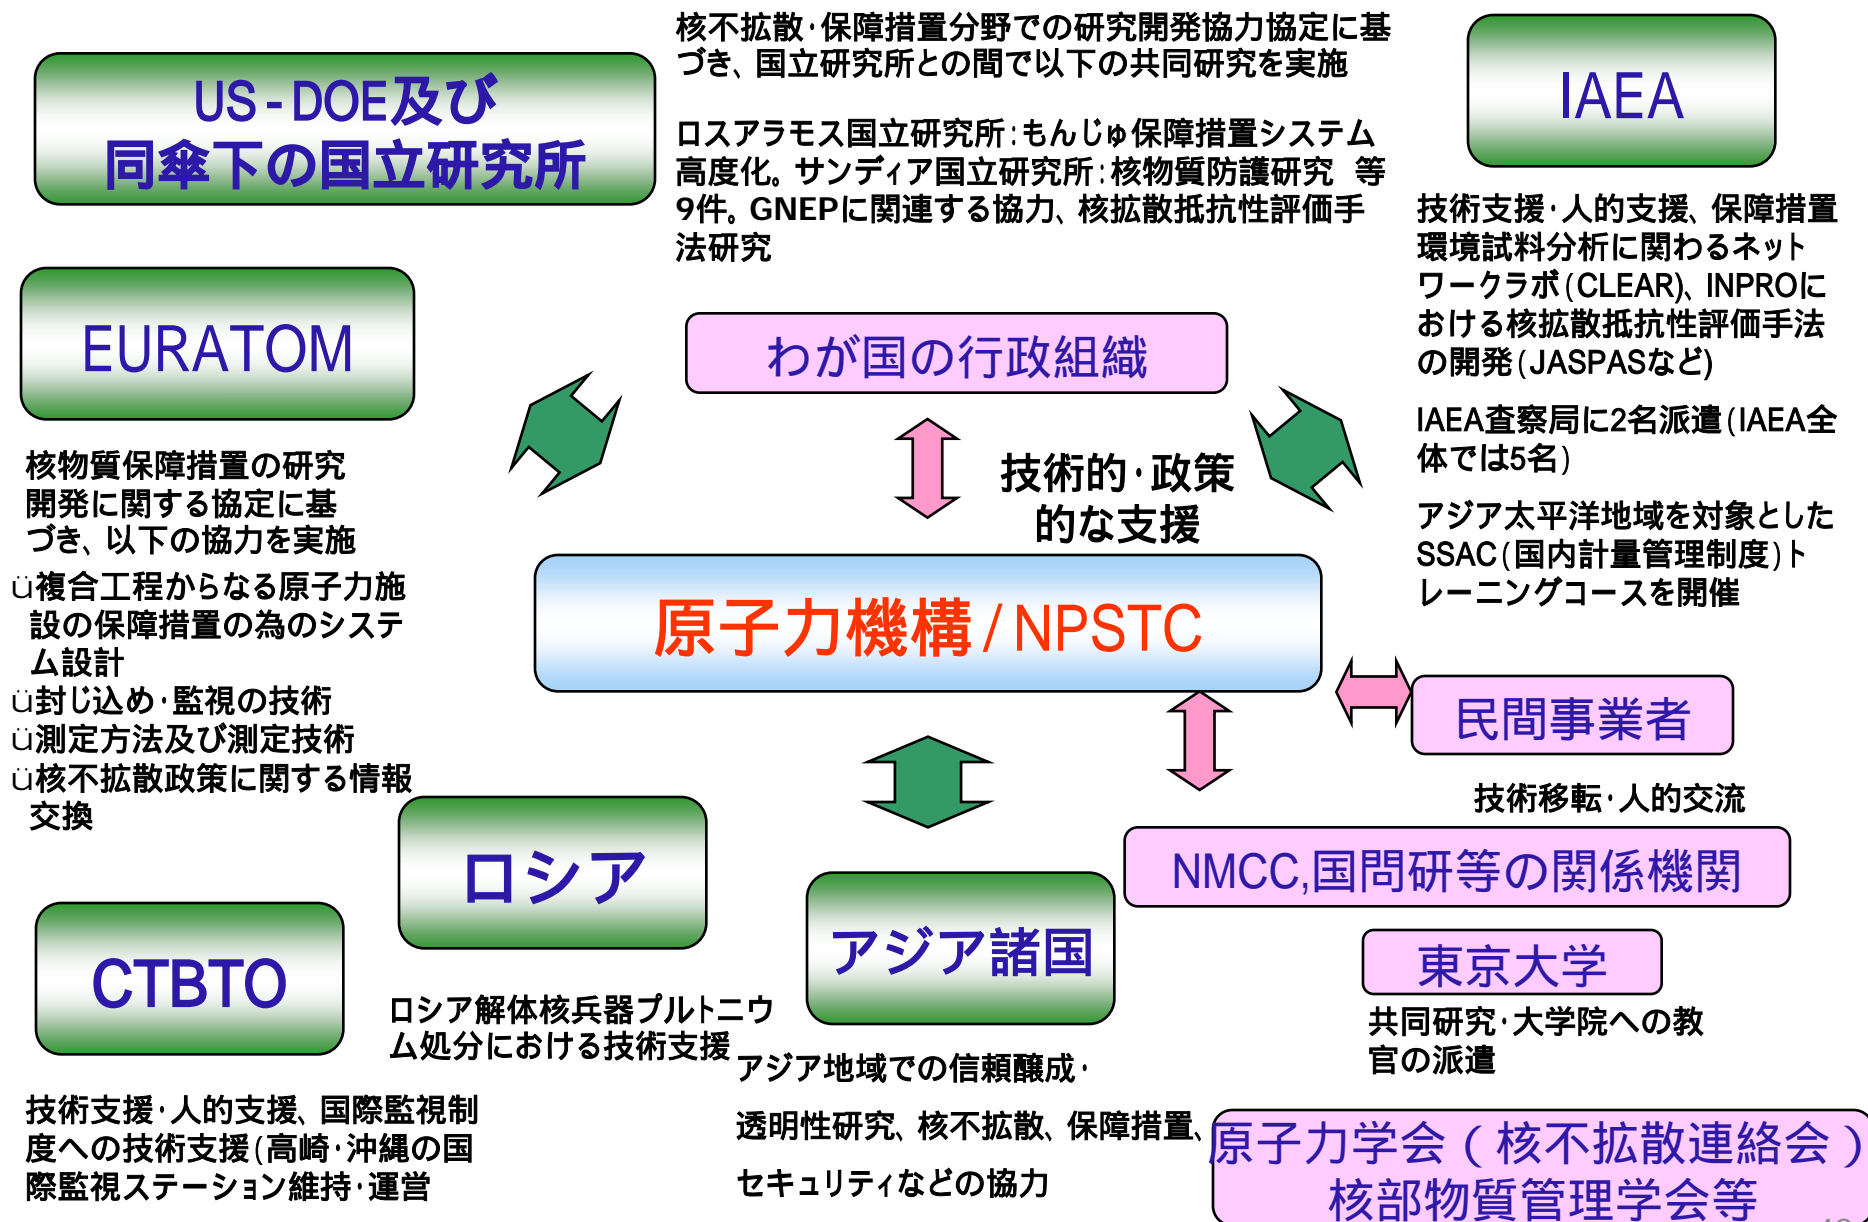 US-DOE及び
同傘下の国立研究所
核不拡散・保障措置分野での研究開発協力協定に基
づき、国立研究所との間で以下の共同研究を実施
ロスアラモス国立研究所:もんじゅ保障措置システム
高度化。サンディア国立研究所:核物質防護研究 等
9件。GNEPに関連する協力、核拡散抵抗性評価手
法研究
IAEA
技術支援・人的支援、保障措置
環境試料分析に関わるネット
ワークラボ(CLEAR)、INPROに
おける核拡散抵抗性評価手法
の開発(JASPASなど)
IAEA査察局に2名派遣(IAEA全
体では5名)
アジア太平洋地域を対象とした
SSAC(国内計量管理制度)ト
レーニングコースを開催
EURATOM
核物質保障措置の研究
開発に関する協定に基
づき、以下の協力を実施
ü複合工程からなる原子力施
設の保障措置の為のシステ
ム設計
ü封じ込め・監視の技術
ü測定方法及び測定技術
ü核不拡散政策に関する情報
交換
わが国の行政組織
技術的・政策
的な支援
原子力機構/NPSTC
民間事業者
技術移転・人的交流
NMCC,国問研等の関係機関
東京大学
共同研究・大学院への教
官の派遣
原子力学会(核不拡散連絡会)
核部物質管理学会等
ロシア
ロシア解体核兵器プルトニウ
ム処分における技術支援
アジア諸国
アジア地域での信頼醸成・
透明性研究、核不拡散、保障措置、
セキュリティなどの協力
CTBTO
技術支援・人的支援、国際監視制
度への技術支援(高崎・沖縄の国
際監視ステーション維持・運営